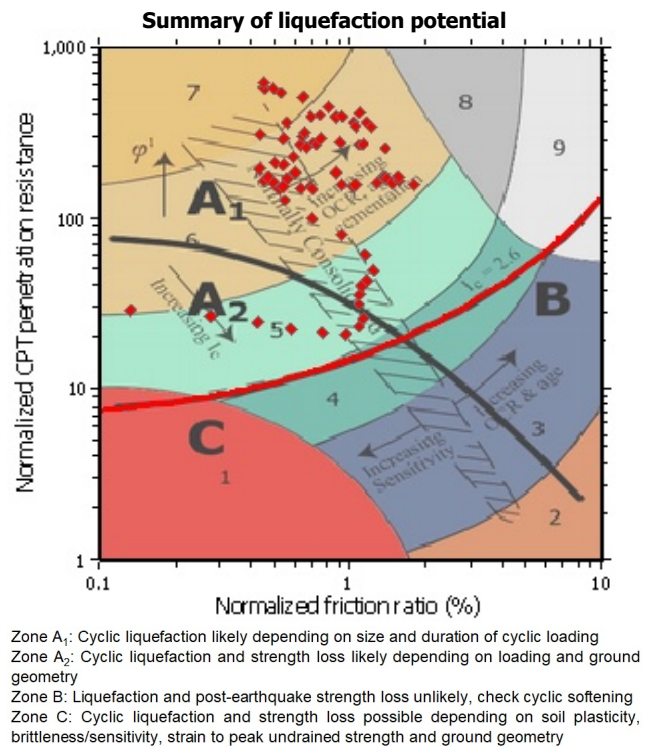 Summary of liquefaction potential
1,000
100
10
1
Normalized CPT penetration resistance
7
8
9
φ'
A1
Increasing
OCR,
cementation
6
Normally Consolidated
A2
Increasing Ic
5
Ic = 2.6
B
4
C
1
Increasing
OCR & age
3
Increasing
Sensitivity
2
0.1
1
10
Normalized friction ratio (%)
Zone A1: Cyclic liquefaction likely depending on size and duration of cyclic loading
Zone A2: Cyclic liquefaction and strength loss likely depending on loading and ground
geometry
Zone B: Liquefaction and post-earthquake strength loss unlikely, check cyclic softening
Zone C: Cyclic liquefaction and strength loss possible depending on soil plasticity,
brittleness/sensitivity, strain to peak undrained strength and ground geometry